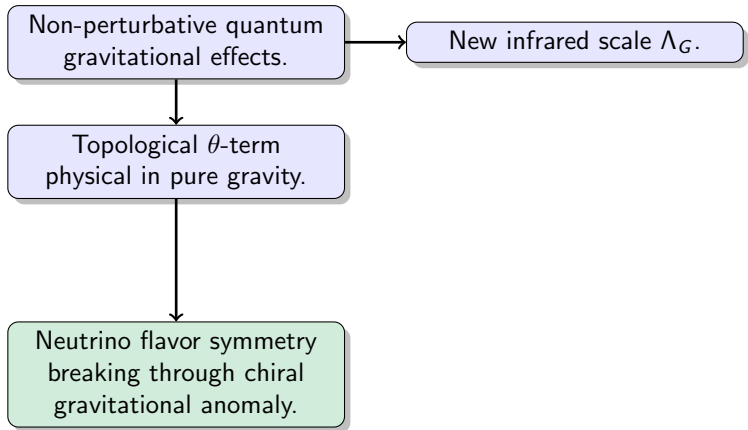 Non-perturbative quantum
gravitational effects.
New infrared scale Λ_G.
Topological θ-term
physical in pure gravity.
Neutrino flavor symmetry
breaking through chiral
gravitational anomaly.